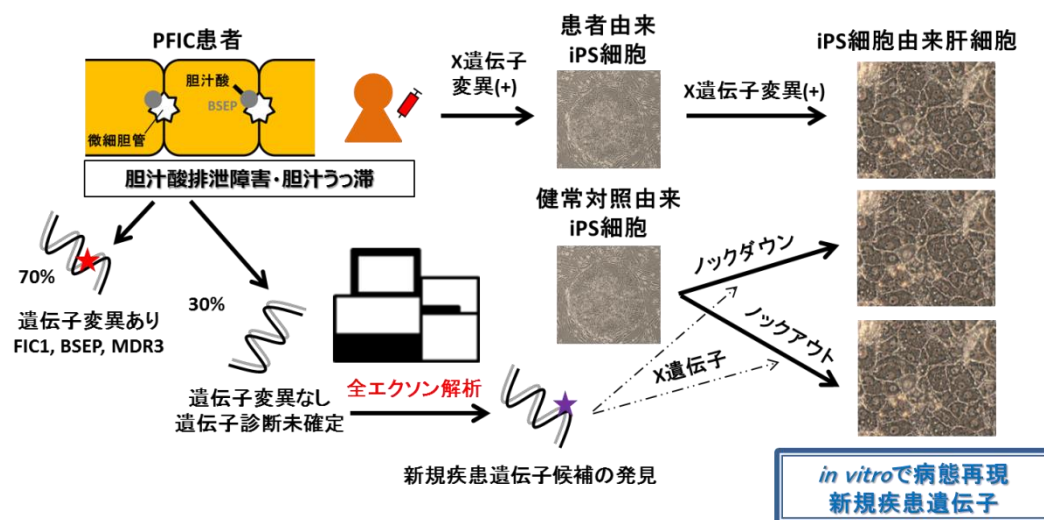 PFIC患者
胆汁酸
BSEP
微細胆管
胆汁酸排泄障害・胆汁うっ滞
X遺伝子
変異(+)
患者由来
iPS細胞
X遺伝子変異(+)
iPS細胞由来肝細胞
健常対照由来
iPS細胞
ノックダウン
ノックアウト
X遺伝子
70%
遺伝子変異あり
FIC1, BSEP, MDR3
30%
遺伝子変異なし
遺伝子診断未確定
全エクソン解析
新規疾患遺伝子候補の発見
in vitroで病態再現
新規疾患遺伝子